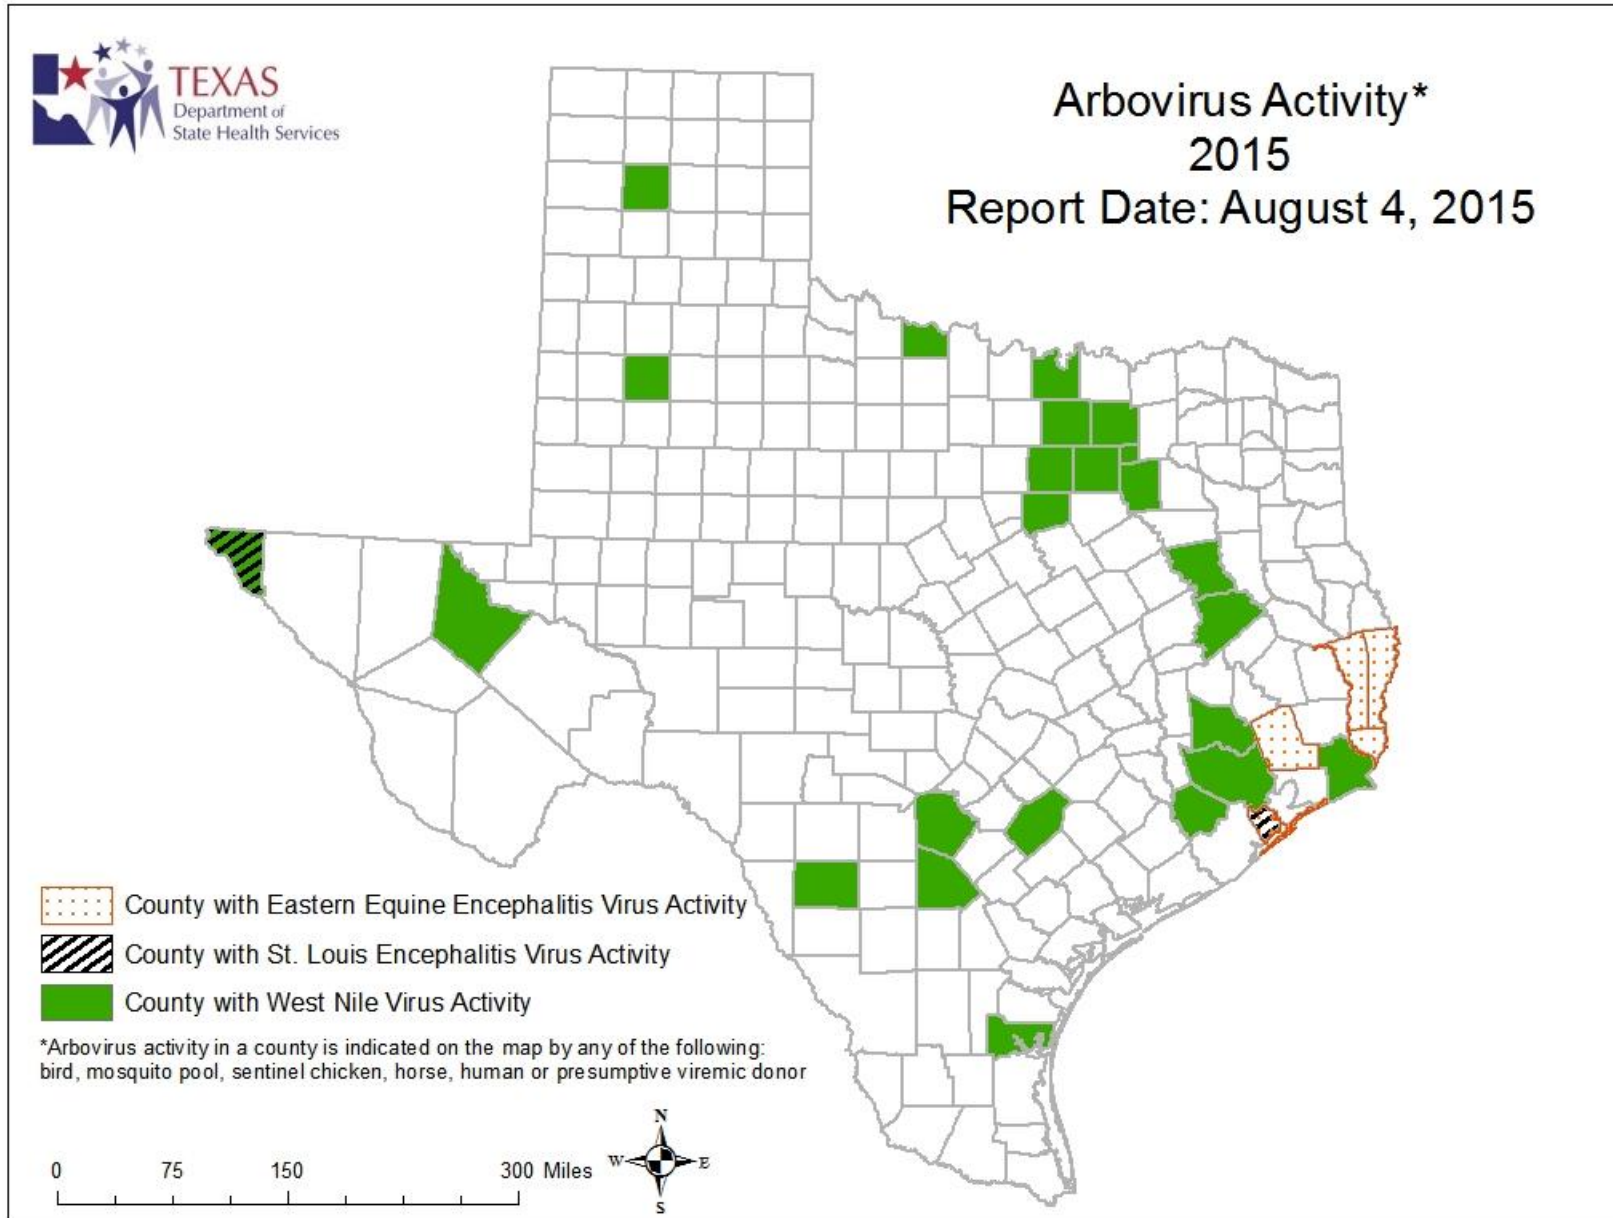 TEXAS
Department of
State Health Services
Arbovirus Activity*
2015
Report Date: August 4, 2015
County with Eastern Equine Encephalitis Virus Activity
County with St. Louis Encephalitis Virus Activity
County with West Nile Virus Activity
*Arbovirus activity in a county is indicated on the map by any of the following:
bird, mosquito pool, sentinel chicken, horse, human or presumptive viremic donor
N
W E
S
0 75 150 300 Miles